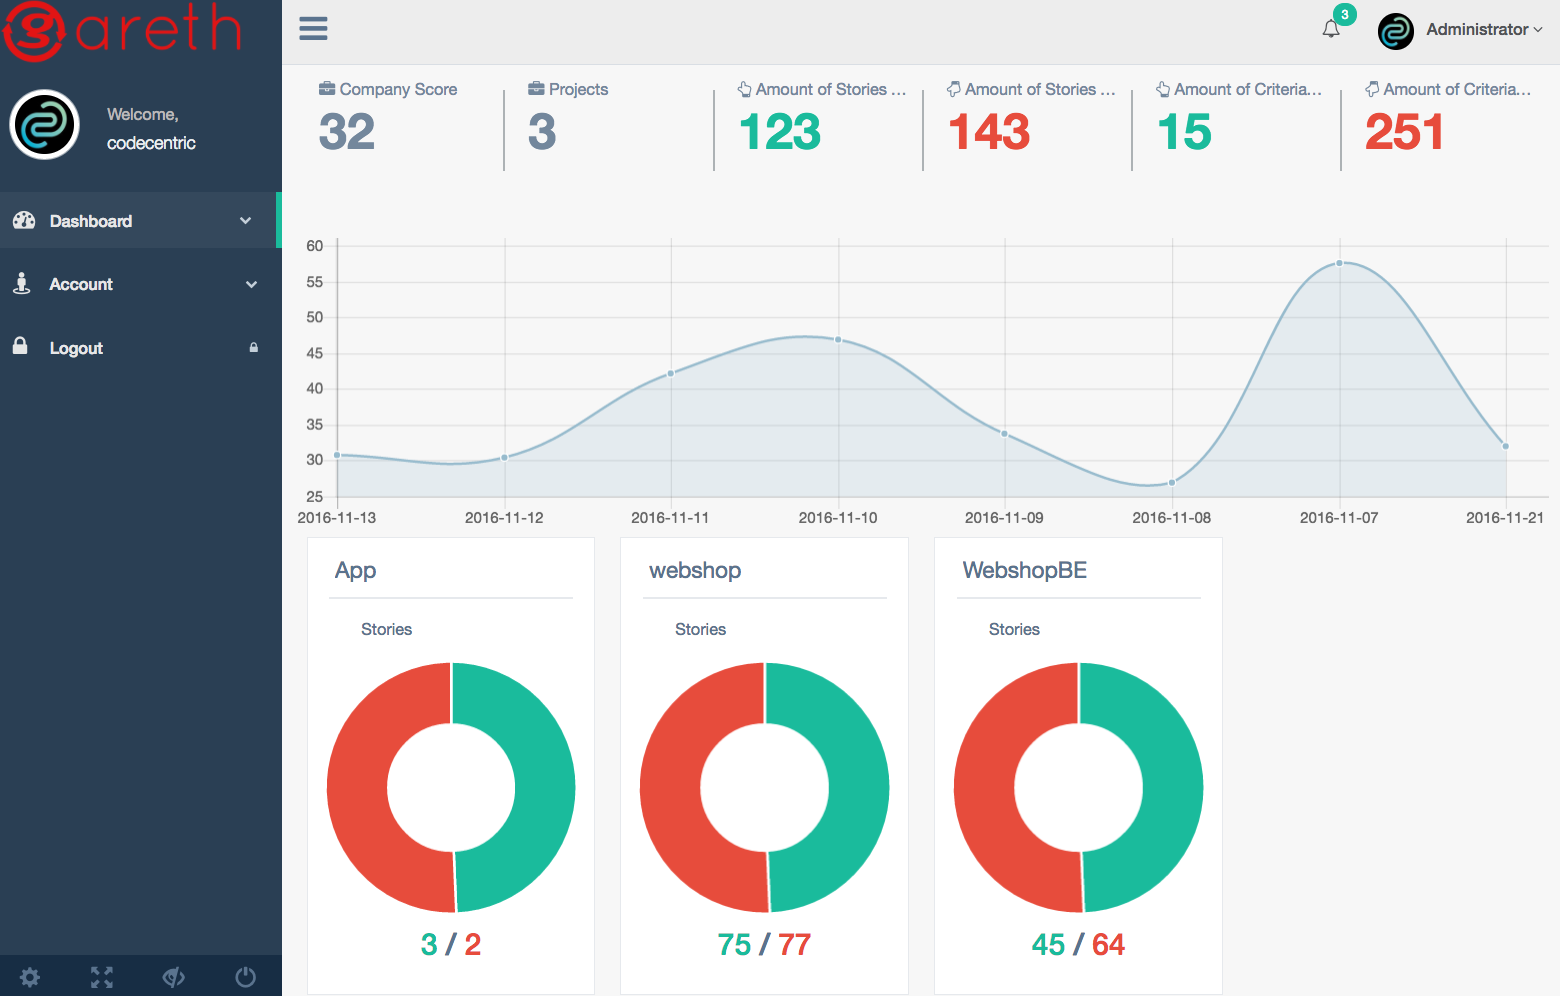 gareth
3
Administrator
Welcome,
codecentric
Dashboard
Account
Logout
Company Score
32
Projects
3
Amount of Stories ...
123
Amount of Stories ...
143
Amount of Criteria...
15
Amount of Criteria...
251
60
55
50
45
40
35
30
25
2016-11-13 2016-11-12 2016-11-11 2016-11-10 2016-11-09 2016-11-08 2016-11-07 2016-11-21
App
Stories
3 / 2
webshop
Stories
75 / 77
WebshopBE
Stories
45 / 64